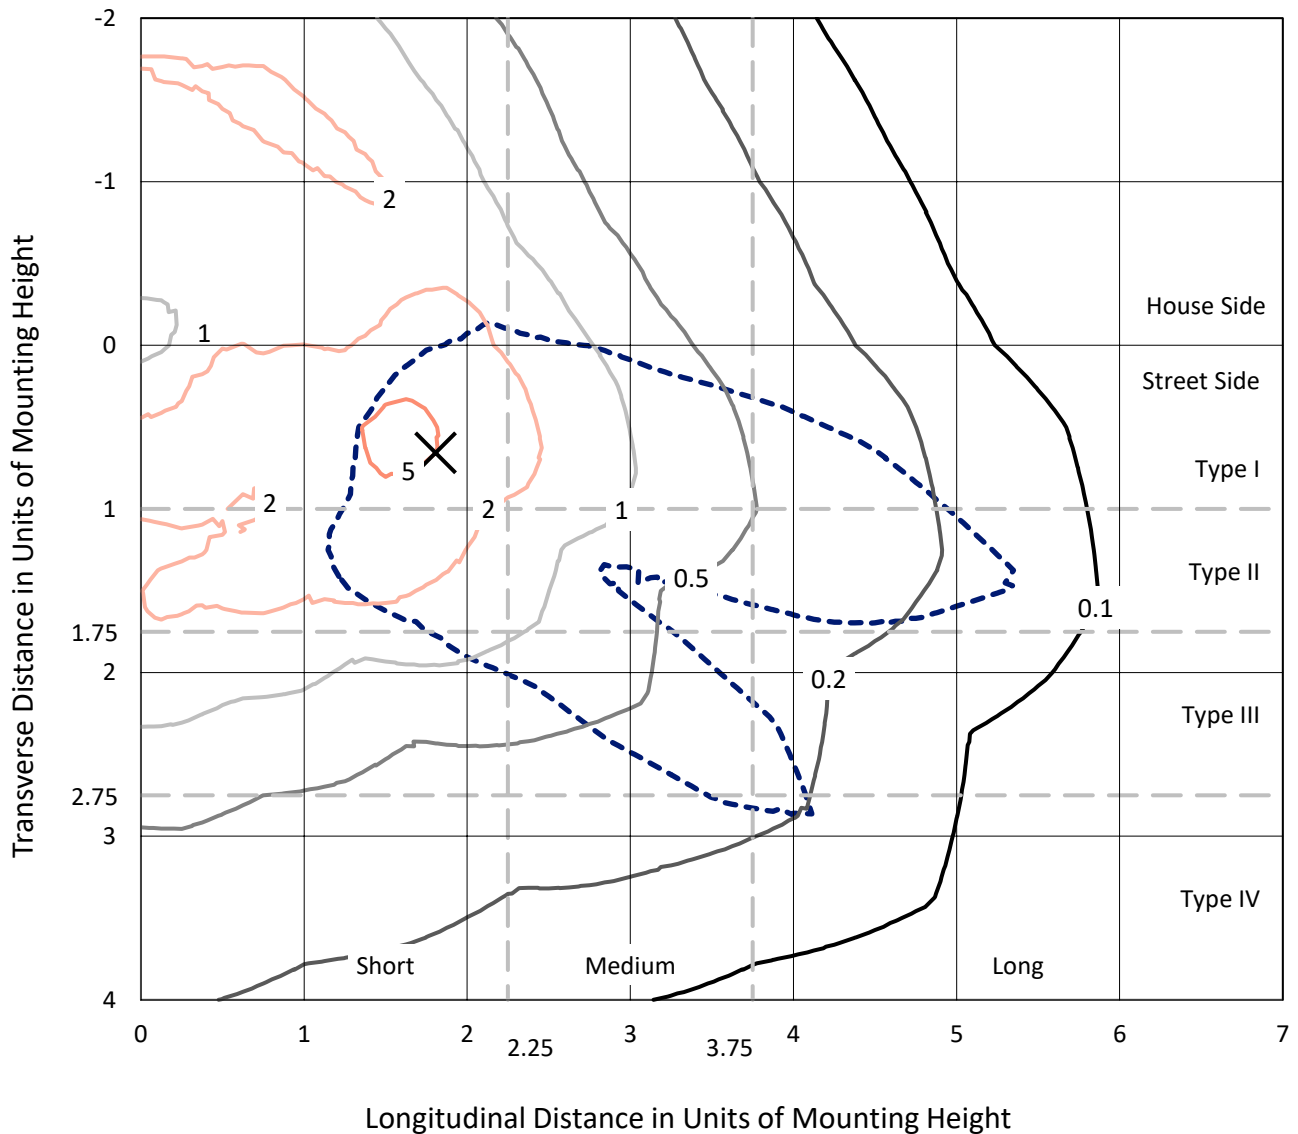 -2
-1
0
1
1.75
2
2.75
3
4
Transverse Distance in Units of Mounting Height
2
1
5
2
2
1
0.5
0.2
0.1
House Side
Street Side
Type I
Type II
Type III
Type IV
Short
Medium
Long
0
1
2
2.25
3
3.75
4
5
6
7
Longitudinal Distance in Units of Mounting Height